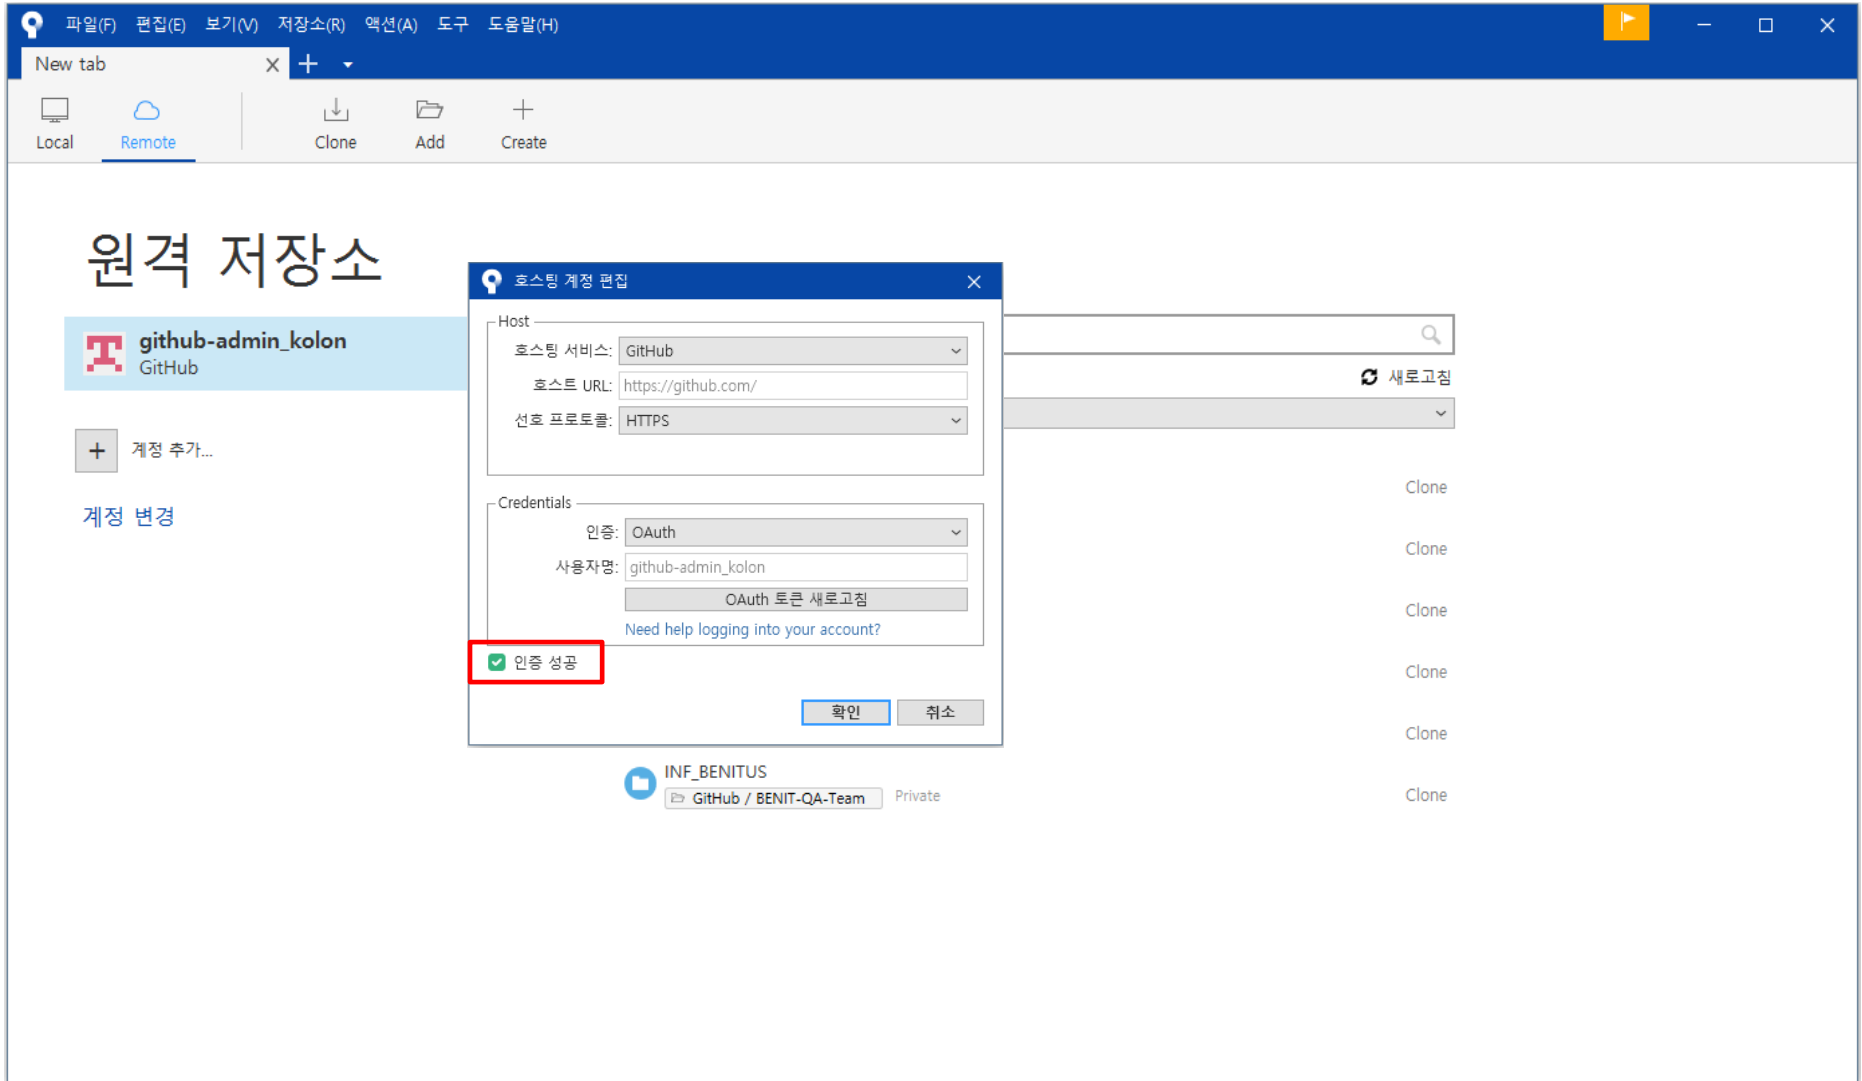 파일(F) 편집(E) 보기(V) 저장소(R) 액션(A) 도구 도움말(H)
New tab
Local Remote Clone Add Create
원격 저장소
github-admin_kolon
GitHub
계정 추가...
계정 변경
호스팅 계정 편집
Host
호스팅 서비스: GitHub
호스트 URL: https://github.com/
선호 프로토콜: HTTPS
Credentials
인증: OAuth
사용자명: github-admin_kolon
OAuth 토큰 새로고침
Need help logging into your account?
인증 성공
확인 취소
새로고침
Clone
Clone
Clone
Clone
Clone
INF_BENITUS
GitHub / BENIT-QA-Team Private Clone